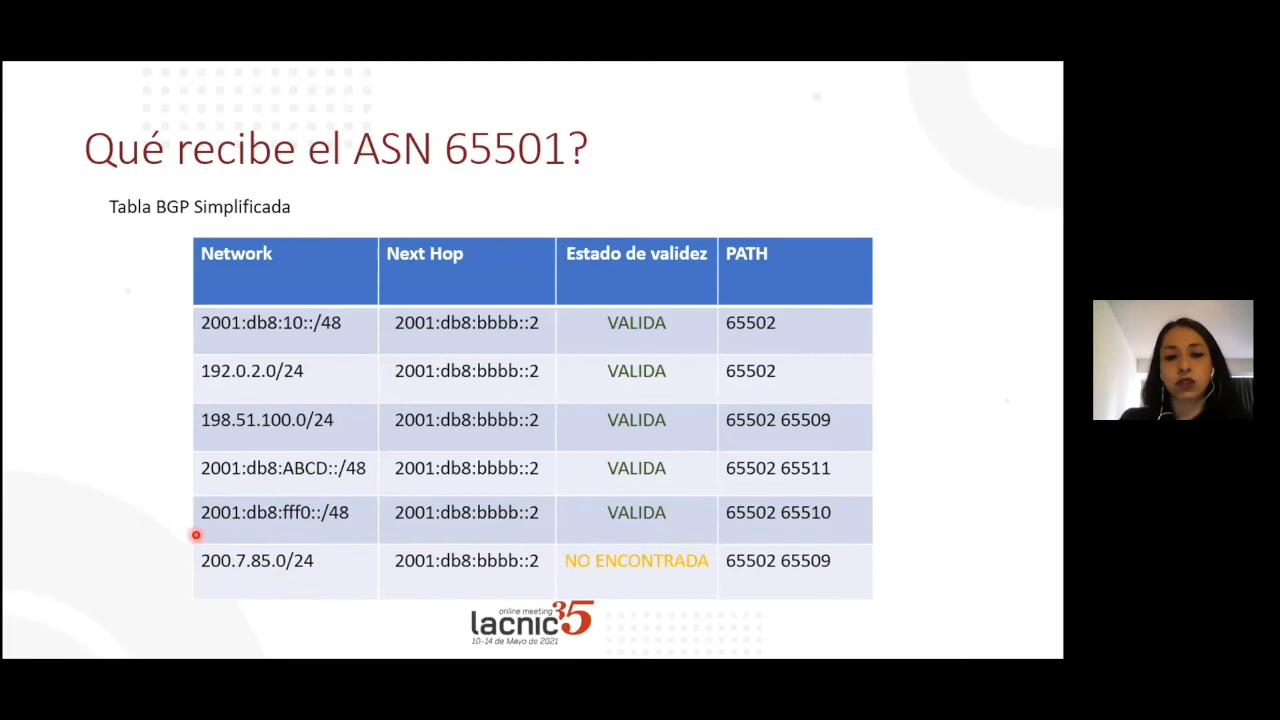 Qué recibe el ASN 65501?
Tabla BGP Simplificada
Network Next Hop Estado de validez PATH
2001:db8:10::/48 2001:db8:bbbb::2 VALIDA 65502
192.0.2.0/24 2001:db8:bbbb::2 VALIDA 65502
198.51.100.0/24 2001:db8:bbbb::2 VALIDA 65502 65509
2001:db8:ABCD::/48 2001:db8:bbbb::2 VALIDA 65502 65511
2001:db8:fff0::/48 2001:db8:bbbb::2 VALIDA 65502 65510
200.7.85.0/24 2001:db8:bbbb::2 NO ENCONTRADA 65502 65509
online meeting
lacnic35
10-14 de Mayo de 2021